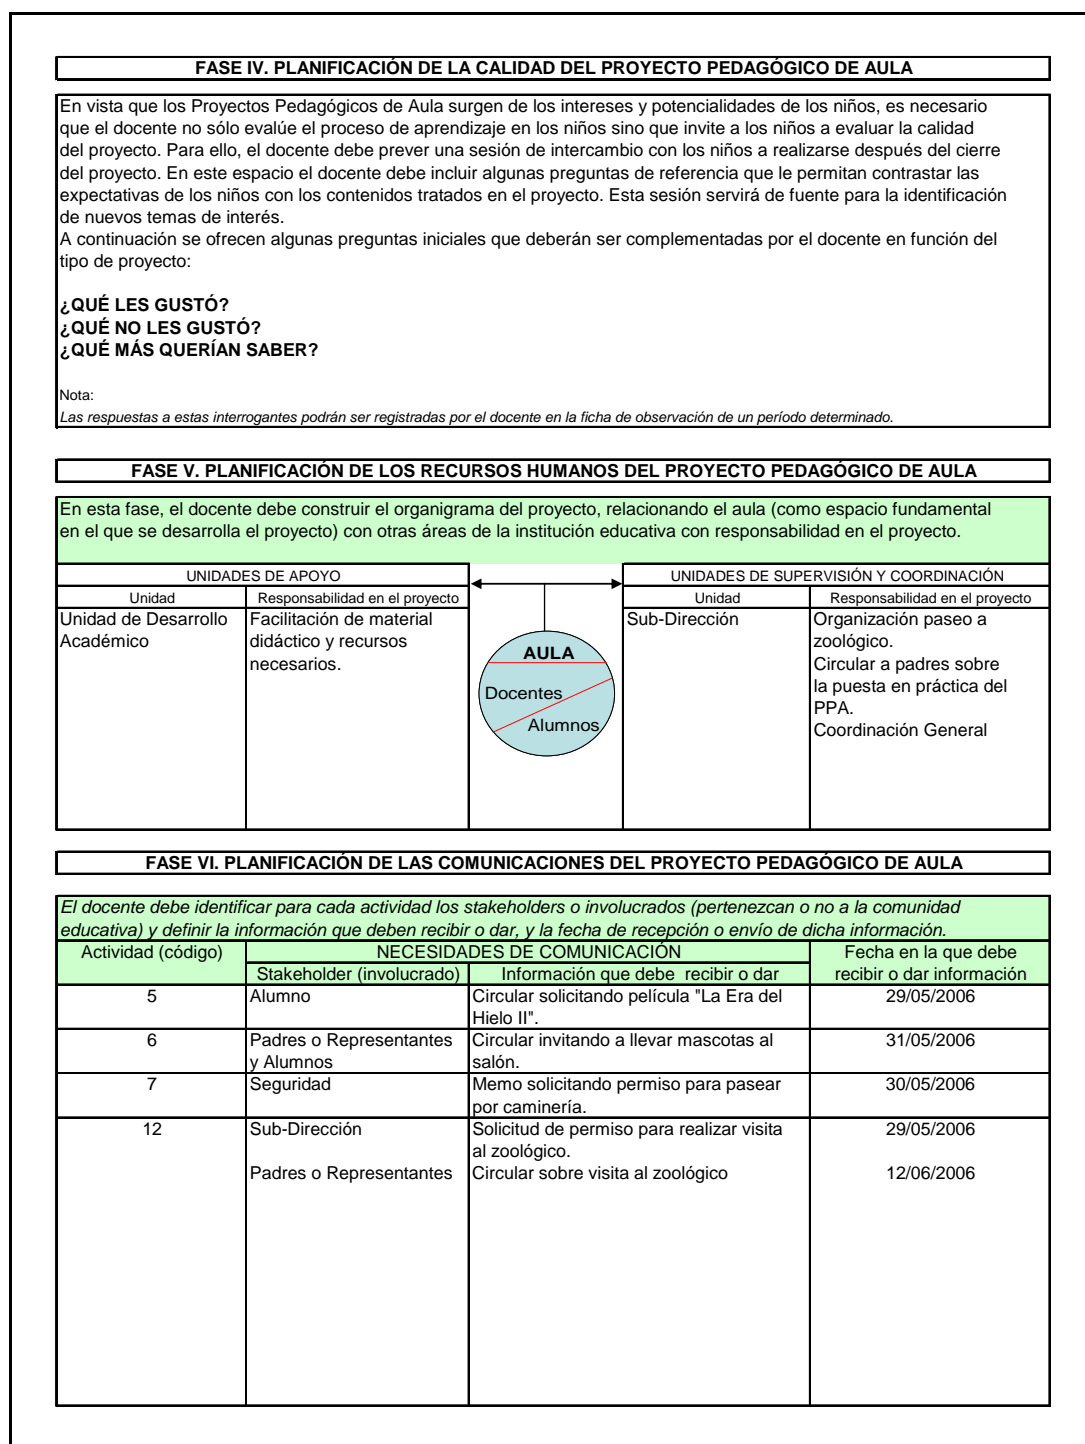 FASE IV. PLANIFICACIÓN DE LA CALIDAD DEL PROYECTO PEDAGÓGICO DE AULA
En vista que los Proyectos Pedagógicos de Aula surgen de los intereses y potencialidades de los niños, es necesario
que el docente no sólo evalúe el proceso de aprendizaje en los niños sino que invite a los niños a evaluar la calidad
del proyecto. Para ello, el docente debe prever una sesión de intercambio con los niños a realizarse después del cierre
del proyecto. En este espacio el docente debe incluir algunas preguntas de referencia que le permitan contrastar las
expectativas de los niños con los contenidos tratados en el proyecto. Esta sesión servirá de fuente para la identificación
de nuevos temas de interés.
A continuación se ofrecen algunas preguntas iniciales que deberán ser complementadas por el docente en función del
tipo de proyecto:
¿QUÉ LES GUSTÓ?
¿QUÉ NO LES GUSTÓ?
¿QUÉ MÁS QUERÍAN SABER?
Nota:
Las respuestas a estas interrogantes podrán ser registradas por el docente en la ficha de observación de un período determinado.
FASE V. PLANIFICACIÓN DE LOS RECURSOS HUMANOS DEL PROYECTO PEDAGÓGICO DE AULA
En esta fase, el docente debe construir el organigrama del proyecto, relacionando el aula (como espacio fundamental
en el que se desarrolla el proyecto) con otras áreas de la institución educativa con responsabilidad en el proyecto.
UNIDADES DE APOYO
Unidad
Responsabilidad en el proyecto
Unidad de Desarrollo
Académico
Facilitación de material
didáctico y recursos
necesarios.
AULA
Docentes
Alumnos
UNIDADES DE SUPERVISIÓN Y COORDINACIÓN
Unidad
Responsabilidad en el proyecto
Sub-Dirección
Organización paseo a
zoológico.
Circular a padres sobre
la puesta en práctica del
PPA.
Coordinación General
FASE VI. PLANIFICACIÓN DE LAS COMUNICACIONES DEL PROYECTO PEDAGÓGICO DE AULA
El docente debe identificar para cada actividad los stakeholders o involucrados (pertenezcan o no a la comunidad
educativa) y definir la información que deben recibir o dar, y la fecha de recepción o envío de dicha información.
Actividad (código)
NECESIDADES DE COMUNICACIÓN
Fecha en la que debe
recibir o dar información
Stakeholder (involucrado)
Información que debe recibir o dar
5
Alumno
Circular solicitando película "La Era del
Hielo II".
29/05/2006
6
Padres o Representantes
y Alumnos
Circular invitando a llevar mascotas al
salón.
31/05/2006
7
Seguridad
Memo solicitando permiso para pasear
por caminería.
30/05/2006
12
Sub-Dirección
Solicitud de permiso para realizar visita
al zoológico.
29/05/2006
Padres o Representantes
Circular sobre visita al zoológico
12/06/2006